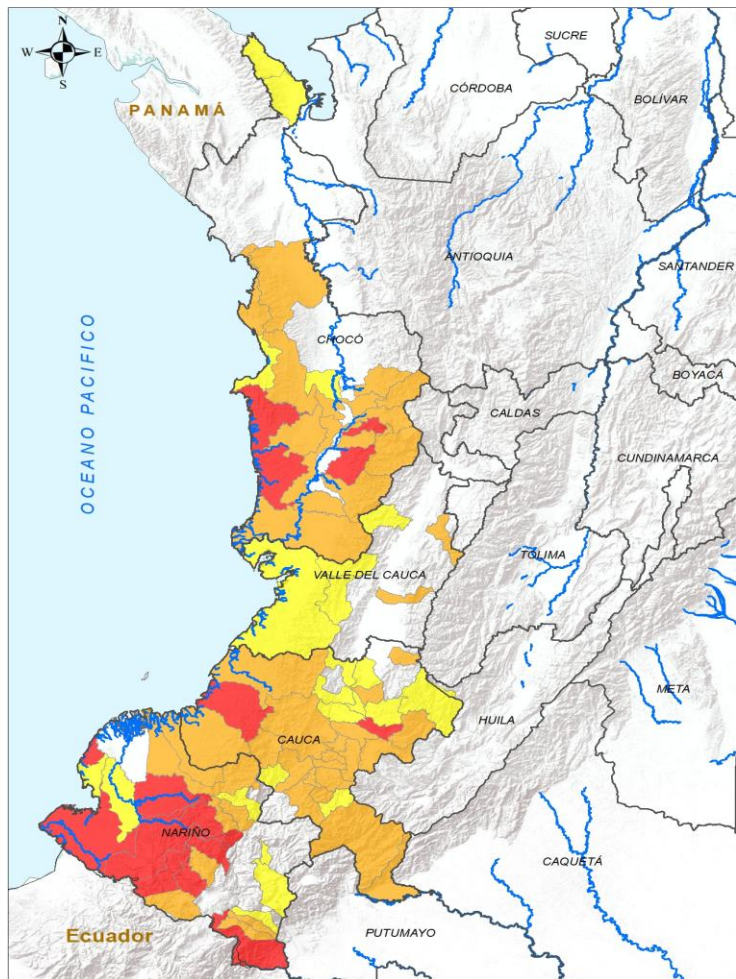 N
W E
S
PANAMÁ
SUCRE
CÓRDOBA
BOLÍVAR
ANTIOQUIA
SANTANDER
OCEANO PACIFICO
CHOCÓ
BOYACÁ
CALDAS
CUNDINAMARCA
TOLIMA
VALLE DEL CAUCA
META
HUILA
CAUCA
NARIÑO
CAQUETÁ
PUTUMAYO
Ecuador